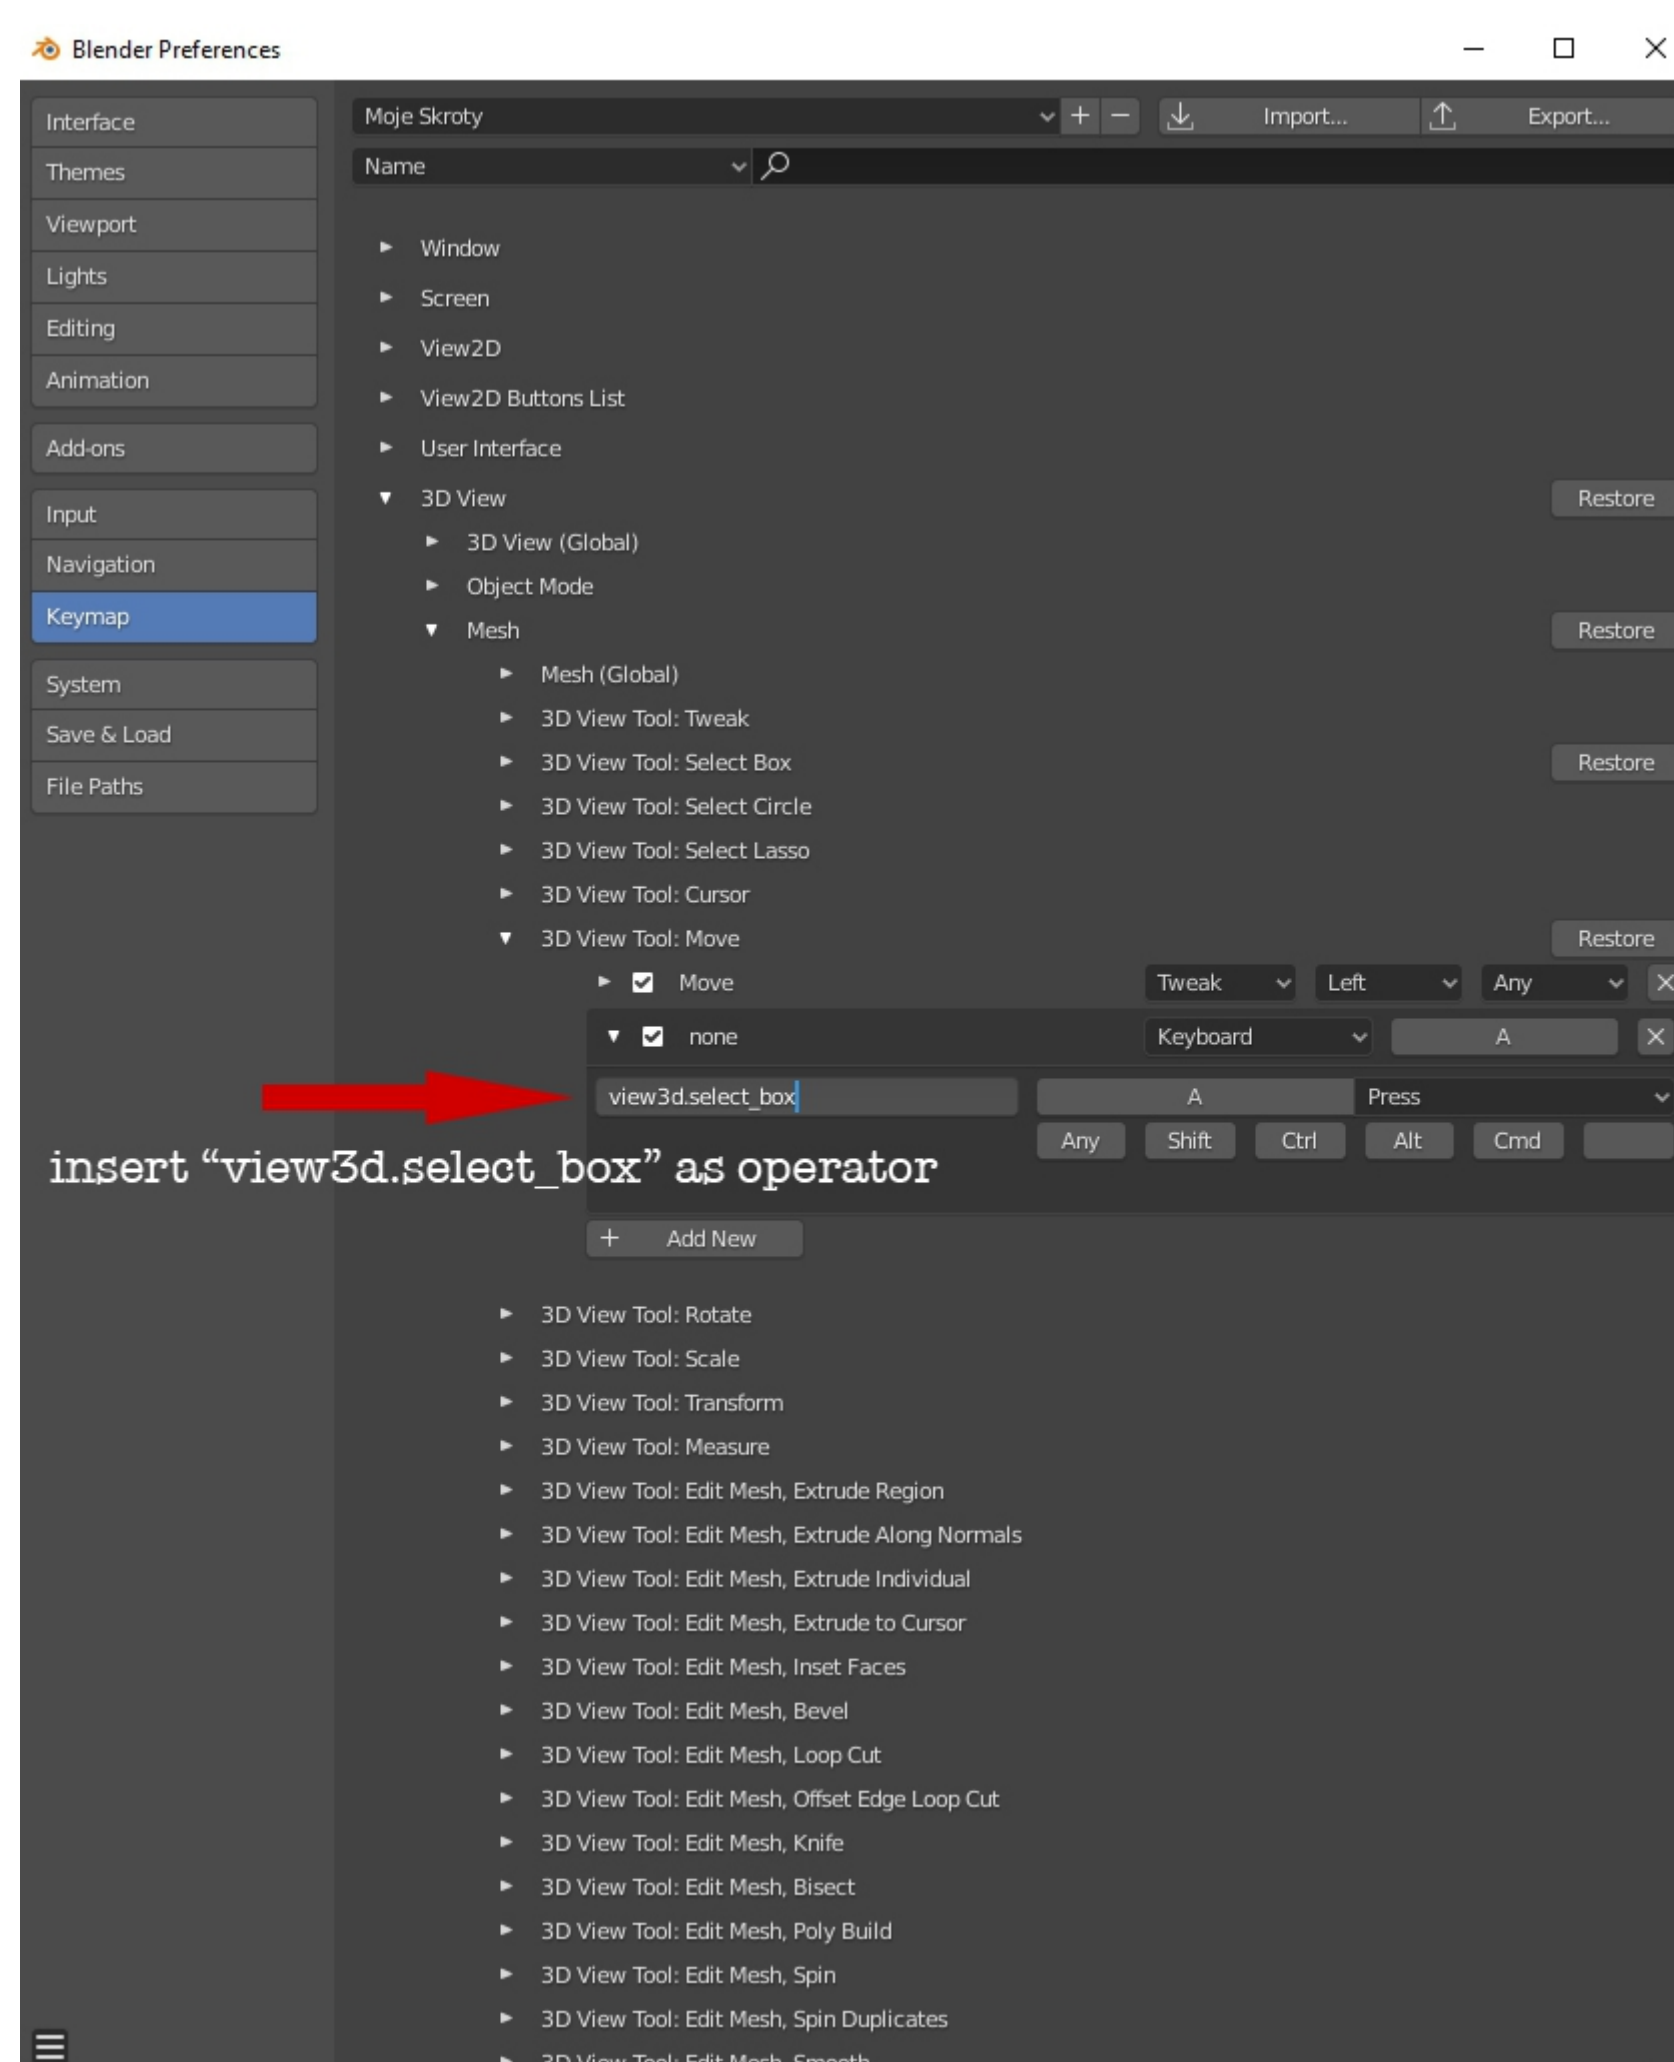 Blender Preferences
Interface
Themes
Viewport
Lights
Editing
Animation
Add-ons
Input
Navigation
Keymap
System
Save & Load
File Paths
Moje Skroty
Import...
Export...
Name
Window
Screen
View2D
View2D Buttons List
User Interface
3D View Restore
3D View (Global)
Object Mode
Mesh Restore
Mesh (Global)
3D View Tool: Tweak
3D View Tool: Select Box Restore
3D View Tool: Select Circle
3D View Tool: Select Lasso
3D View Tool: Cursor
3D View Tool: Move Restore
Move Tweak Left Any
none Keyboard A
view3d.select_box A Press
Any Shift Ctrl Alt Cmd
insert “view3d.select_box” as operator
Add New
3D View Tool: Rotate
3D View Tool: Scale
3D View Tool: Transform
3D View Tool: Measure
3D View Tool: Edit Mesh, Extrude Region
3D View Tool: Edit Mesh, Extrude Along Normals
3D View Tool: Edit Mesh, Extrude Individual
3D View Tool: Edit Mesh, Extrude to Cursor
3D View Tool: Edit Mesh, Inset Faces
3D View Tool: Edit Mesh, Bevel
3D View Tool: Edit Mesh, Loop Cut
3D View Tool: Edit Mesh, Offset Edge Loop Cut
3D View Tool: Edit Mesh, Knife
3D View Tool: Edit Mesh, Bisect
3D View Tool: Edit Mesh, Poly Build
3D View Tool: Edit Mesh, Spin
3D View Tool: Edit Mesh, Spin Duplicates
3D View Tool: Edit Mesh, Smooth